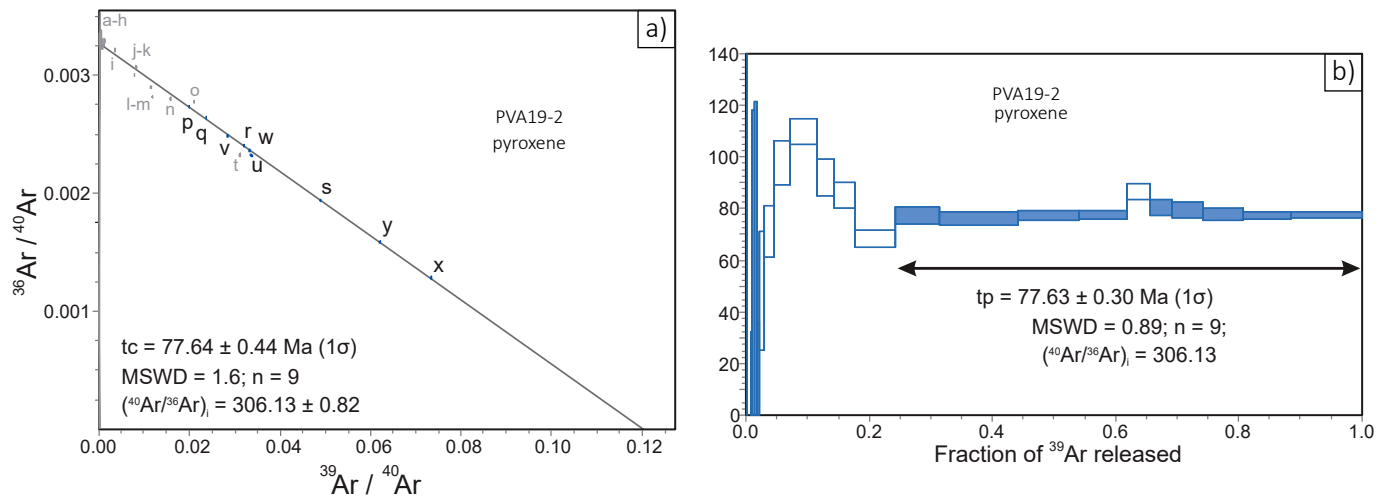 a)
a-h
j-k
i
l-m
n
o
p
q
r
w
v
t
u
s
y
x
PVA19-2
pyroxene
0.003
0.002
0.001
³⁶Ar / ⁴⁰Ar
tc = 77.64 ± 0.44 Ma (1σ)
MSWD = 1.6; n = 9
(⁴⁰Ar/³⁶Ar)ᵢ = 306.13 ± 0.82
0.00 0.02 0.04 0.06 0.08 0.10 0.12
³⁹Ar / ⁴⁰Ar
b)
PVA19-2
pyroxene
140
120
100
80
60
40
20
0
tp = 77.63 ± 0.30 Ma (1σ)
MSWD = 0.89; n = 9;
(⁴⁰Ar/³⁶Ar)ᵢ = 306.13
0.0 0.2 0.4 0.6 0.8 1.0
Fraction of ³⁹Ar released